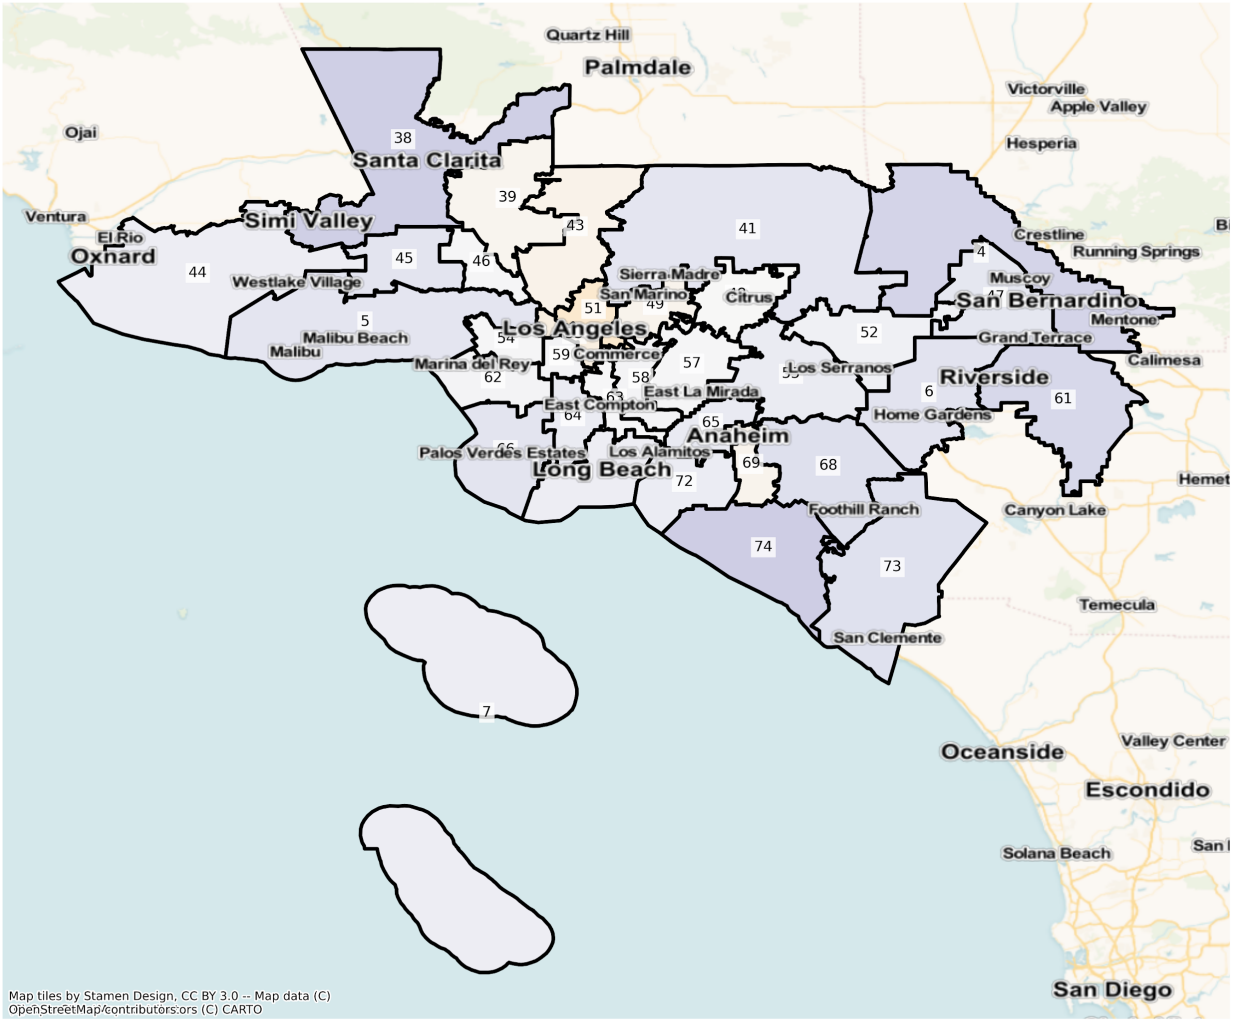 Quartz Hill
Palmdale
Victorville
Apple Valley
Ojai
38
Hesperia
Santa Clarita
39
Ventura
Simi Valley
43
41
El Rio
Crestline
Oxnard
44
45
46
4
Running Springs
Westlake Village
Sierra Madre
Muscoy
San Marino
Citrus
47
San Bernardino
51
49
5
Los Angeles
52
Mentone
Malibu Beach
54
Grand Terrace
Malibu
59
Commerce
57
Calimesa
Marina del Rey
62
58
Los Serranos
Riverside
East La Mirada
6
61
63
East Compton
64
65
Home Gardens
Anaheim
66
Palos Verdes Estates
Los Alamitos
69
68
Long Beach
72
Hemet
Foothill Ranch
Canyon Lake
74
73
Temecula
San Clemente
7
Oceanside
Valley Center
Escondido
Solana Beach
San Diego
Map tiles by Stamen Design, CC BY 3.0 -- Map data (C)